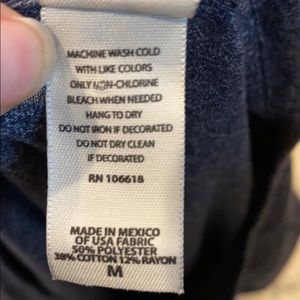 MACHINE WASH COLD
WITH LIKE COLORS
ONLY NON-CHLORINE
BLEACH WHEN NEEDED
HANG TO DRY
DO NOT IRON IF DECORATED
DO NOT DRY CLEAN
IF DECORATED
RN 106618
MADE IN MEXICO
OF USA FABRIC
50% POLYESTER
38% COTTON 12% RAYON
M